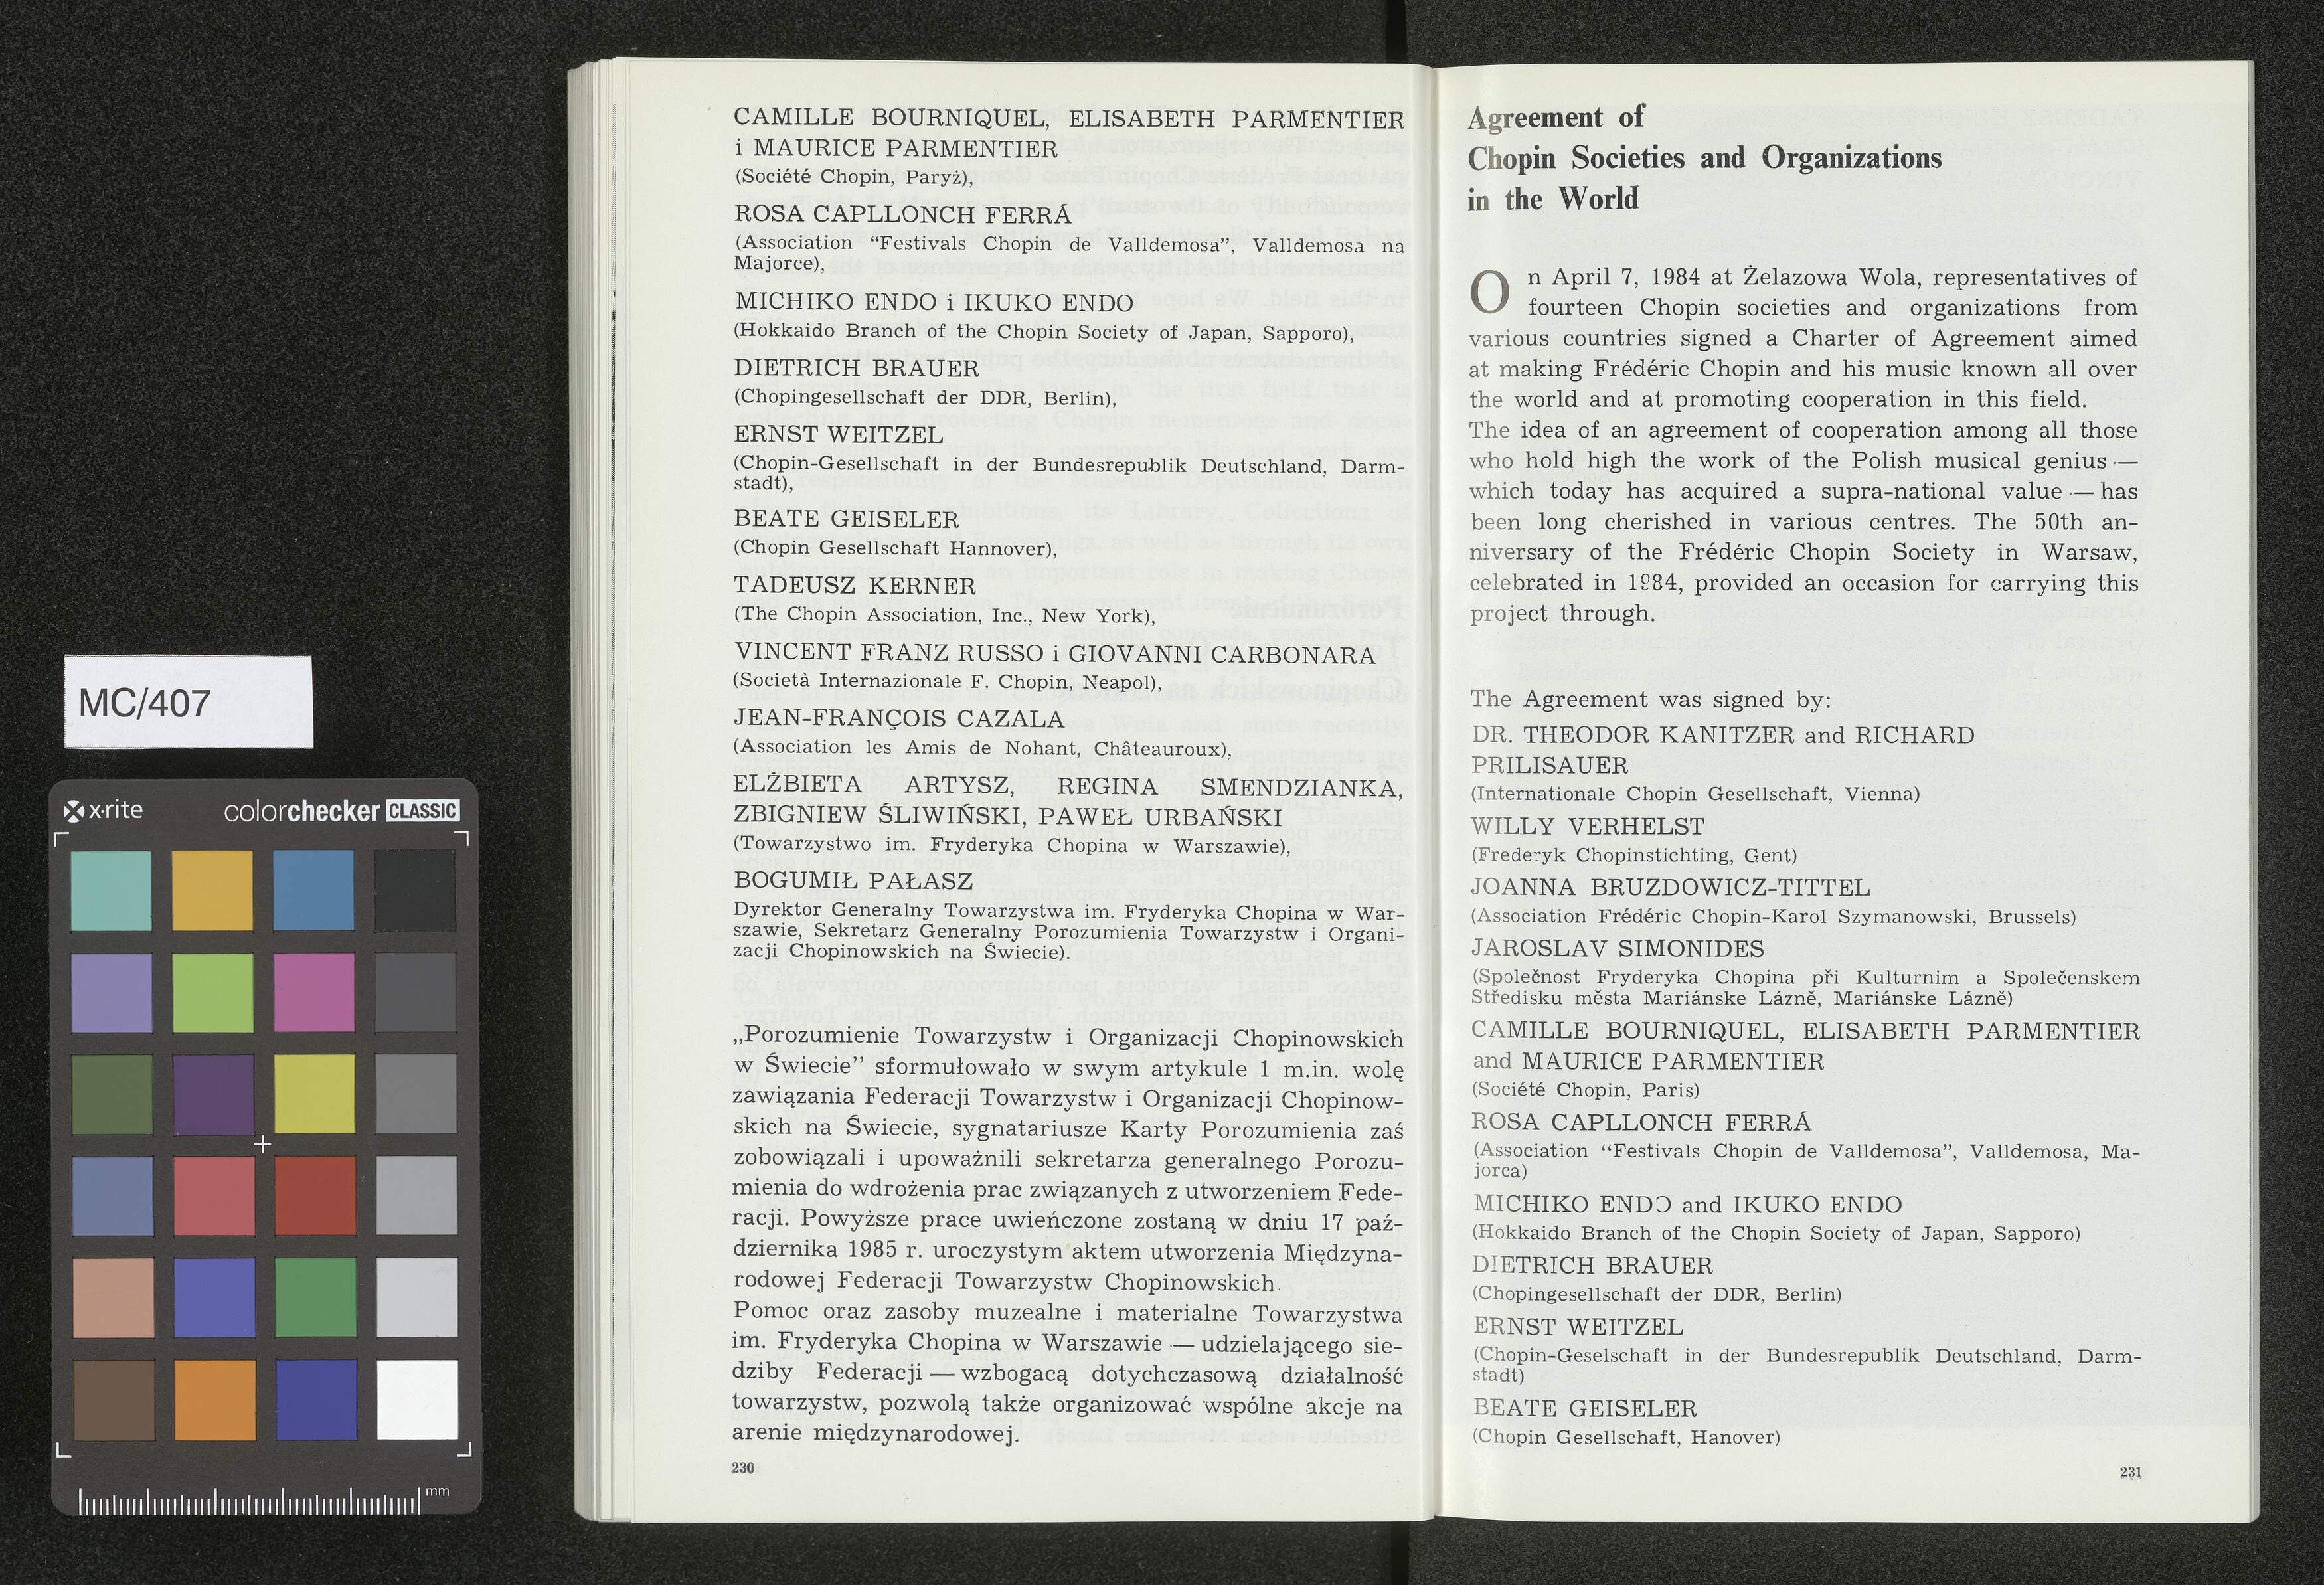 MC/407
x·rite
colorchecker CLASSIC
mm
CAMILLE BOURNIQUEL, ELISABETH PARMENTIER
i MAURICE PARMENTIER
(Société Chopin, Paryż),
ROSA CAPLLONCH FERRÁ
(Association “Festivals Chopin de Valldemosa”, Valldemosa na
Majorce),
MICHIKO ENDO i IKUKO ENDO
(Hokkaido Branch of the Chopin Society of Japan, Sapporo),
DIETRICH BRAUER
(Chopingesellschaft der DDR, Berlin),
ERNST WEITZEL
(Chopin-Gesellschaft in der Bundesrepublik Deutschland, Darm-
stadt),
BEATE GEISELER
(Chopin Gesellschaft Hannover),
TADEUSZ KERNER
(The Chopin Association, Inc., New York),
VINCENT FRANZ RUSSO i GIOVANNI CARBONARA
(Società Internazionale F. Chopin, Neapol),
JEAN-FRANÇOIS CAZALA
(Association les Amis de Nohant, Châteauroux),
ELŻBIETA ARTYSZ, REGINA SMENDZIANKA,
ZBIGNIEW ŚLIWIŃSKI, PAWEŁ URBAŃSKI
(Towarzystwo im. Fryderyka Chopina w Warszawie),
BOGUMIŁ PAŁASZ
Dyrektor Generalny Towarzystwa im. Fryderyka Chopina w War-
szawie, Sekretarz Generalny Porozumienia Towarzystw i Organi-
zacji Chopinowskich na Świecie).
„Porozumienie Towarzystw i Organizacji Chopinowskich
w Świecie” sformułowało w swym artykule 1 m.in. wolę
zawiązania Federacji Towarzystw i Organizacji Chopinow-
skich na Świecie, sygnatariusze Karty Porozumienia zaś
zobowiązali i upoważnili sekretarza generalnego Porozu-
mienia do wdrożenia prac związanych z utworzeniem Fede-
racji. Powyższe prace uwieńczone zostaną w dniu 17 paź-
dziernika 1985 r. uroczystym aktem utworzenia Międzyna-
rodowej Federacji Towarzystw Chopinowskich.
Pomoc oraz zasoby muzealne i materialne Towarzystwa
im. Fryderyka Chopina w Warszawie — udzielającego sie-
dziby Federacji — wzbogacą dotychczasową działalność
towarzystw, pozwolą także organizować wspólne akcje na
arenie międzynarodowej.
230
Agreement of
Chopin Societies and Organizations
in the World
On April 7, 1984 at Żelazowa Wola, representatives of
fourteen Chopin societies and organizations from
various countries signed a Charter of Agreement aimed
at making Frédéric Chopin and his music known all over
the world and at promoting cooperation in this field.
The idea of an agreement of cooperation among all those
who hold high the work of the Polish musical genius —
which today has acquired a supra-national value — has
been long cherished in various centres. The 50th an-
niversary of the Frédéric Chopin Society in Warsaw,
celebrated in 1984, provided an occasion for carrying this
project through.
The Agreement was signed by:
DR. THEODOR KANITZER and RICHARD
PRILISAUER
(Internationale Chopin Gesellschaft, Vienna)
WILLY VERHELST
(Frederyk Chopinstichting, Gent)
JOANNA BRUZDOWICZ-TITTEL
(Association Frédéric Chopin-Karol Szymanowski, Brussels)
JAROSLAV SIMONIDES
(Společnost Fryderyka Chopina při Kulturnim a Společenskem
Středisku města Mariánske Lázně, Mariánske Lázně)
CAMILLE BOURNIQUEL, ELISABETH PARMENTIER
and MAURICE PARMENTIER
(Société Chopin, Paris)
ROSA CAPLLONCH FERRÁ
(Association “Festivals Chopin de Valldemosa”, Valldemosa, Ma-
jorca)
MICHIKO ENDO and IKUKO ENDO
(Hokkaido Branch of the Chopin Society of Japan, Sapporo)
DIETRICH BRAUER
(Chopingesellschaft der DDR, Berlin)
ERNST WEITZEL
(Chopin-Geselschaft in der Bundesrepublik Deutschland, Darm-
stadt)
BEATE GEISELER
(Chopin Gesellschaft, Hanover)
231